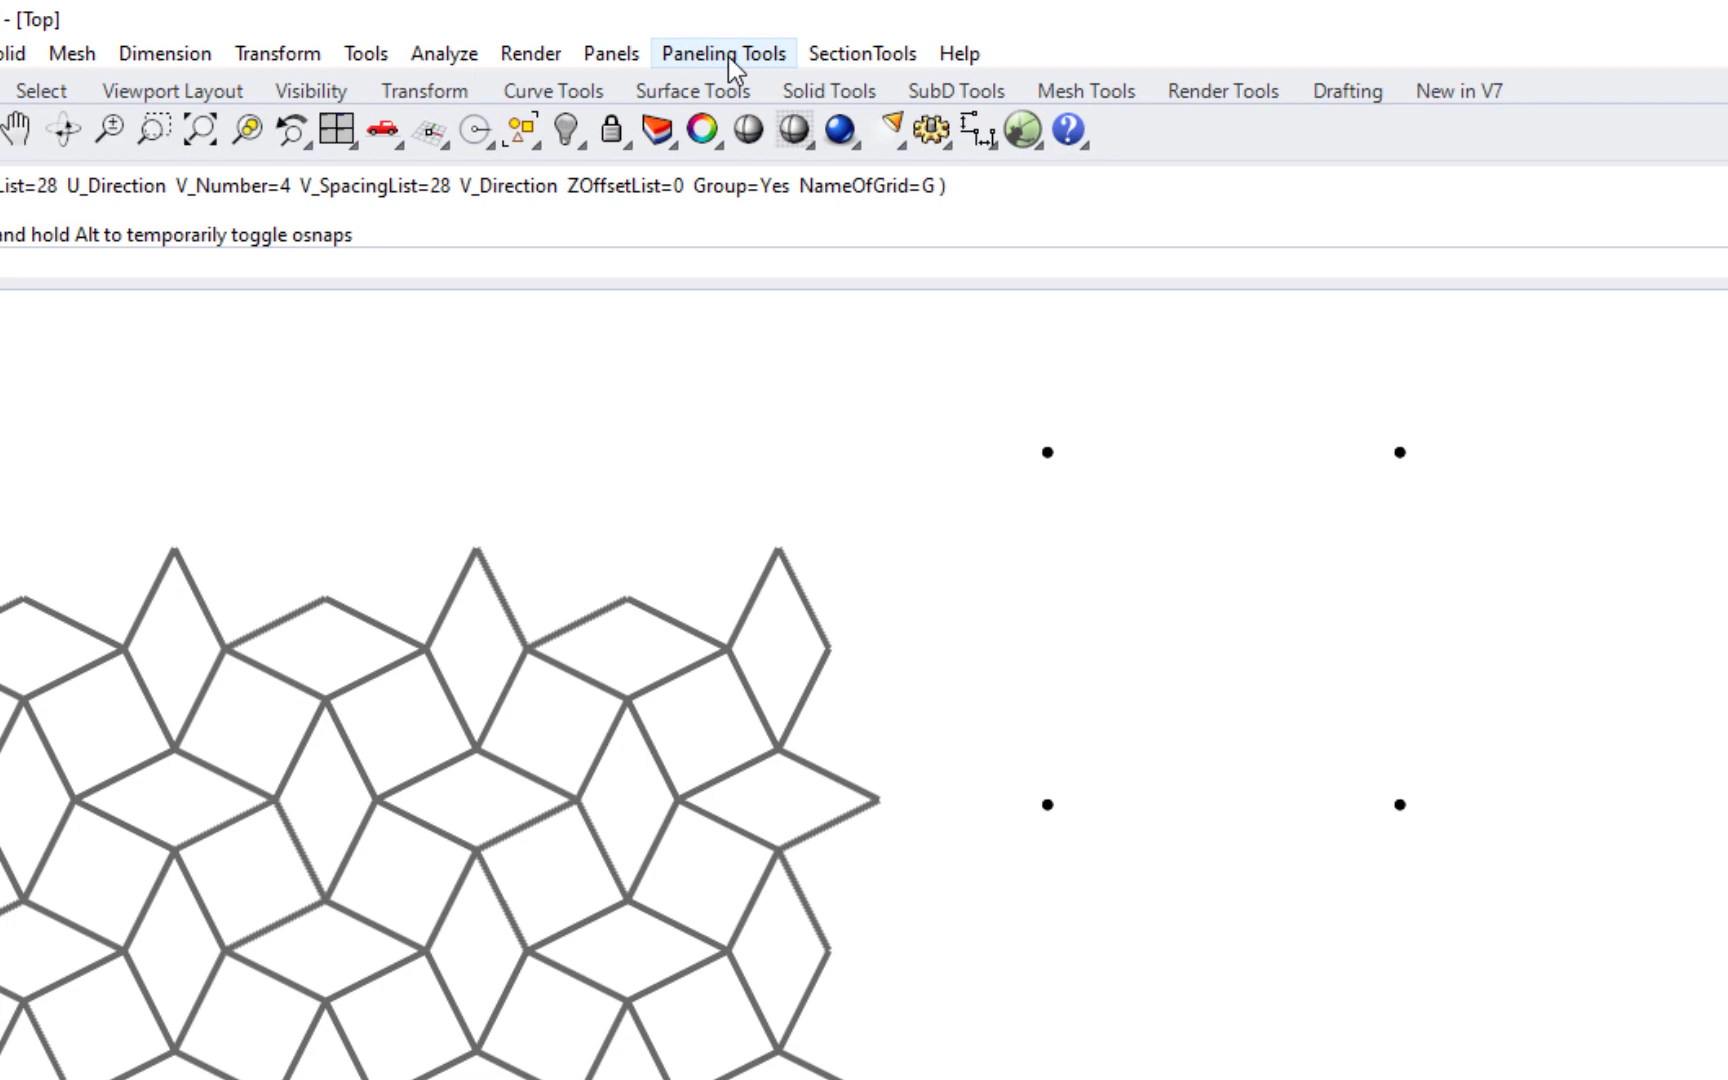 - [Top]
olid Mesh Dimension Transform Tools Analyze Render Panels Paneling Tools SectionTools Help
Select Viewport Layout Visibility Transform Curve Tools Surface Tools Solid Tools SubD Tools Mesh Tools Render Tools Drafting New in V7
List=28 U_Direction V_Number=4 V_SpacingList=28 V_Direction ZOffsetList=0 Group=Yes NameOfGrid=G )
and hold Alt to temporarily toggle osnaps